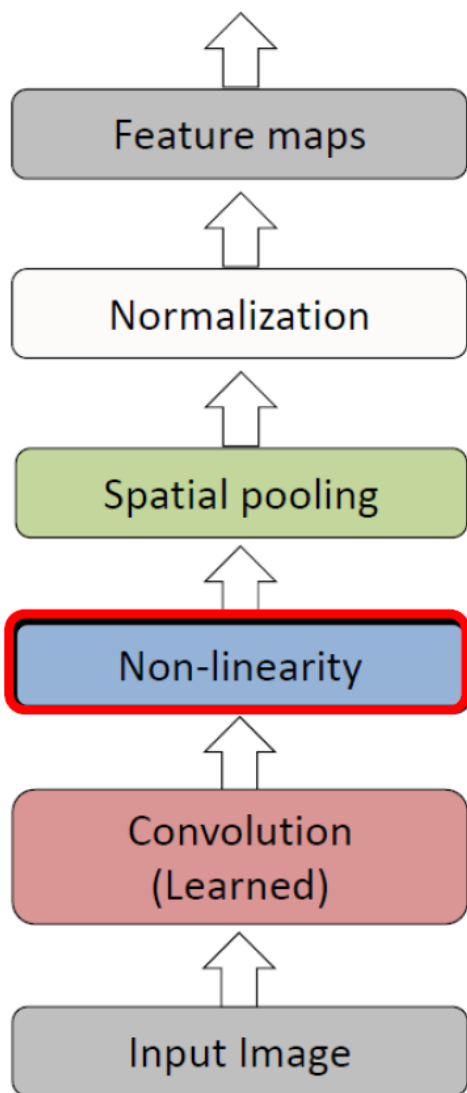 Feature maps
Normalization
Spatial pooling
Non-linearity
Convolution
(Learned)
Input Image